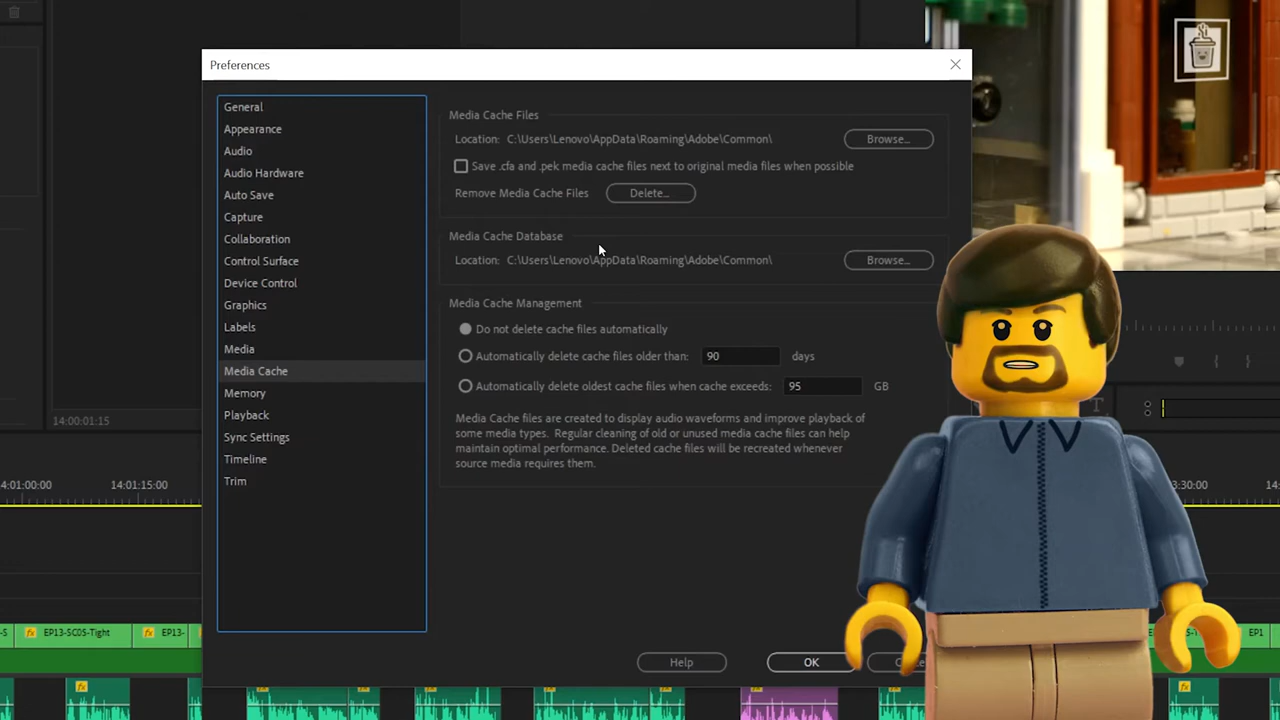 Preferences
General
Appearance
Audio
Audio Hardware
Auto Save
Capture
Collaboration
Control Surface
Device Control
Graphics
Labels
Media
Media Cache
Memory
Playback
Sync Settings
Timeline
Trim
Media Cache Files
Location: C:\Users\Lenovo\AppData\Roaming\Adobe\Common\ Browse...
Save .cfa and .pek media cache files next to original media files when possible
Remove Media Cache Files Delete...
Media Cache Database
Location: C:\Users\Lenovo\AppData\Roaming\Adobe\Common\ Browse...
Media Cache Management
Do not delete cache files automatically
Automatically delete cache files older than: 90 days
Automatically delete oldest cache files when cache exceeds: 95 GB
Media Cache files are created to display audio waveforms and improve playback of
some media types. Regular cleaning of old or unused media cache files can help
maintain optimal performance. Deleted cache files will be recreated whenever
source media requires them.
Help OK
14:00:01:15
4:01:00:00 14:01:15:00 3:30:00 14:
fx EP13-SC05-Tight fx EP13- EP1